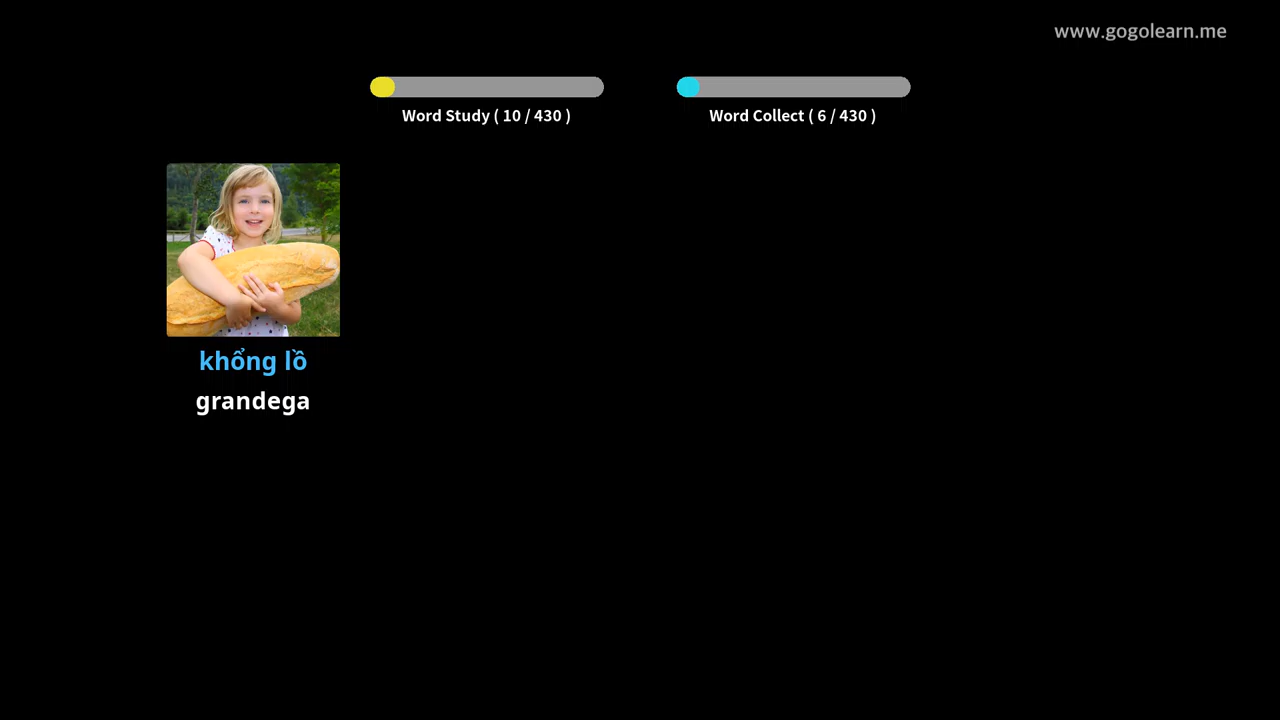 www.gogolearn.me
Word Study ( 10 / 430 )
Word Collect ( 6 / 430 )
khổng lồ
grandega